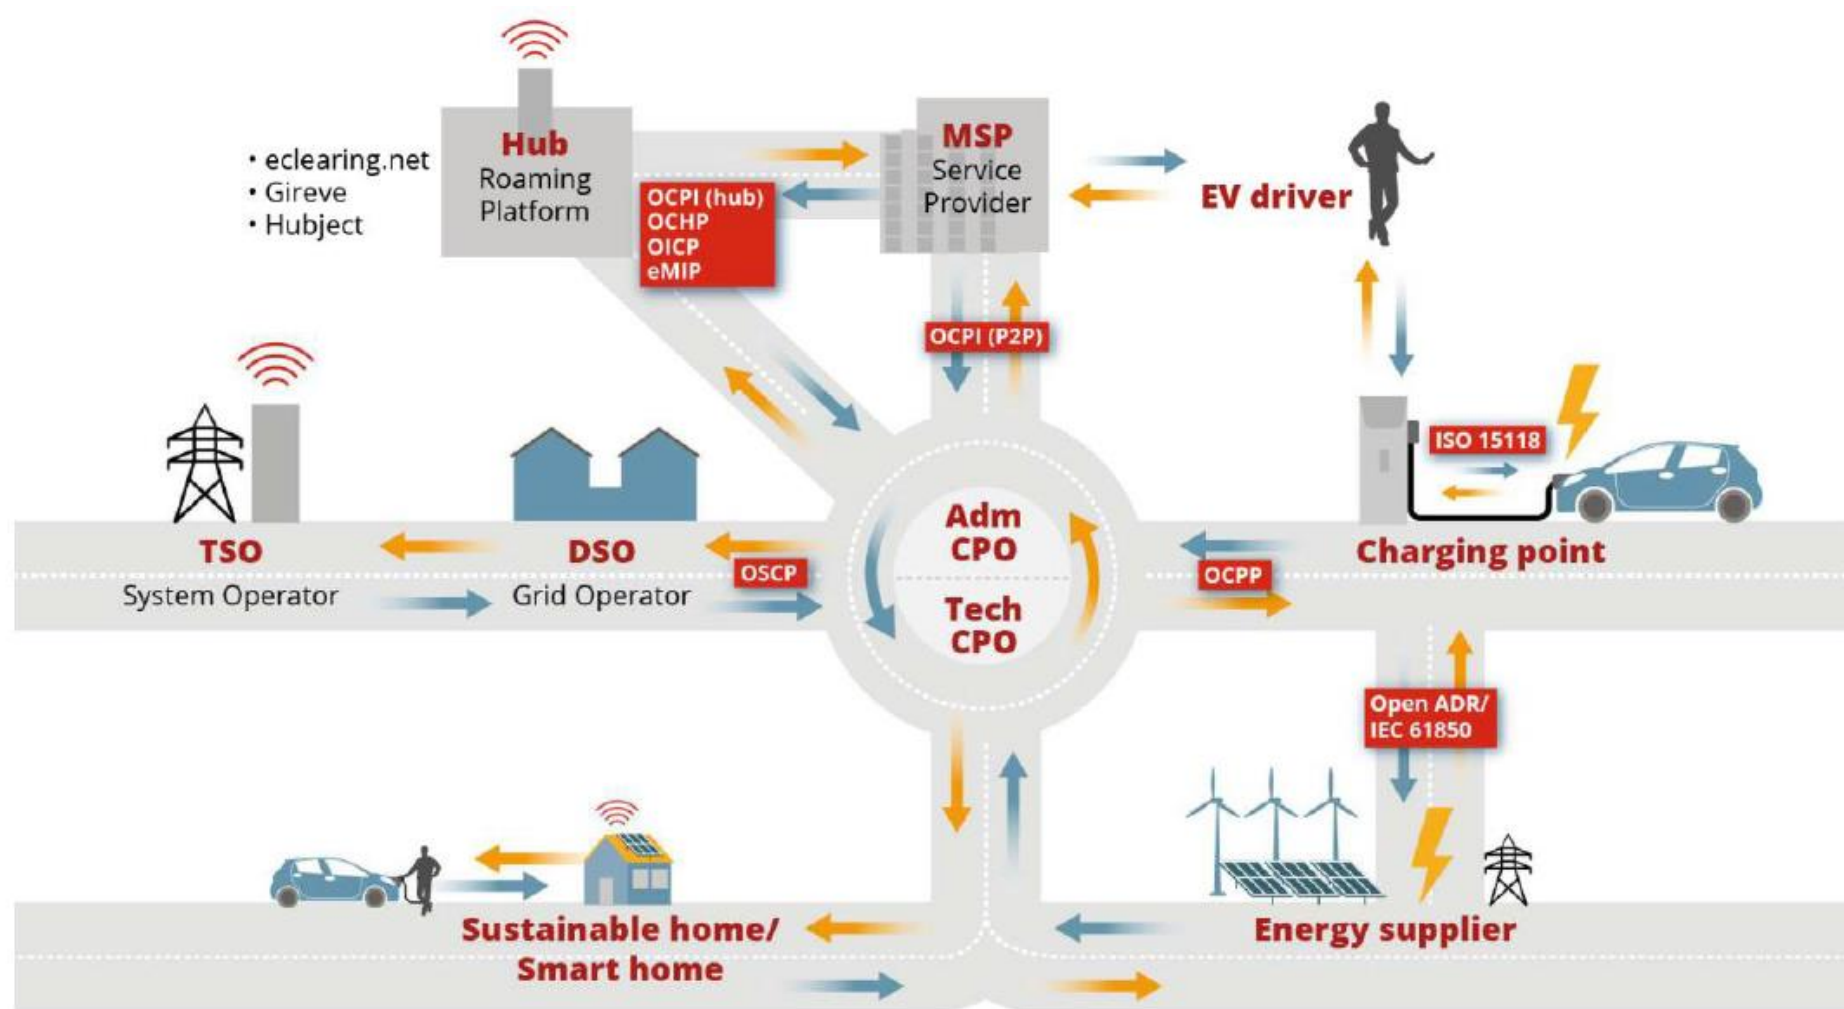 Hub
Roaming
Platform
• eclearing.net
• Gireve
• Hubject
OCPI (hub)
OCHP
OICP
eMIP
MSP
Service
Provider
EV driver
OCPI (P2P)
ISO 15118
TSO
System Operator
DSO
Grid Operator
OSCP
Adm
CPO
Tech
CPO
OCPP
Charging point
Open ADR/
IEC 61850
Sustainable home/
Smart home
Energy supplier